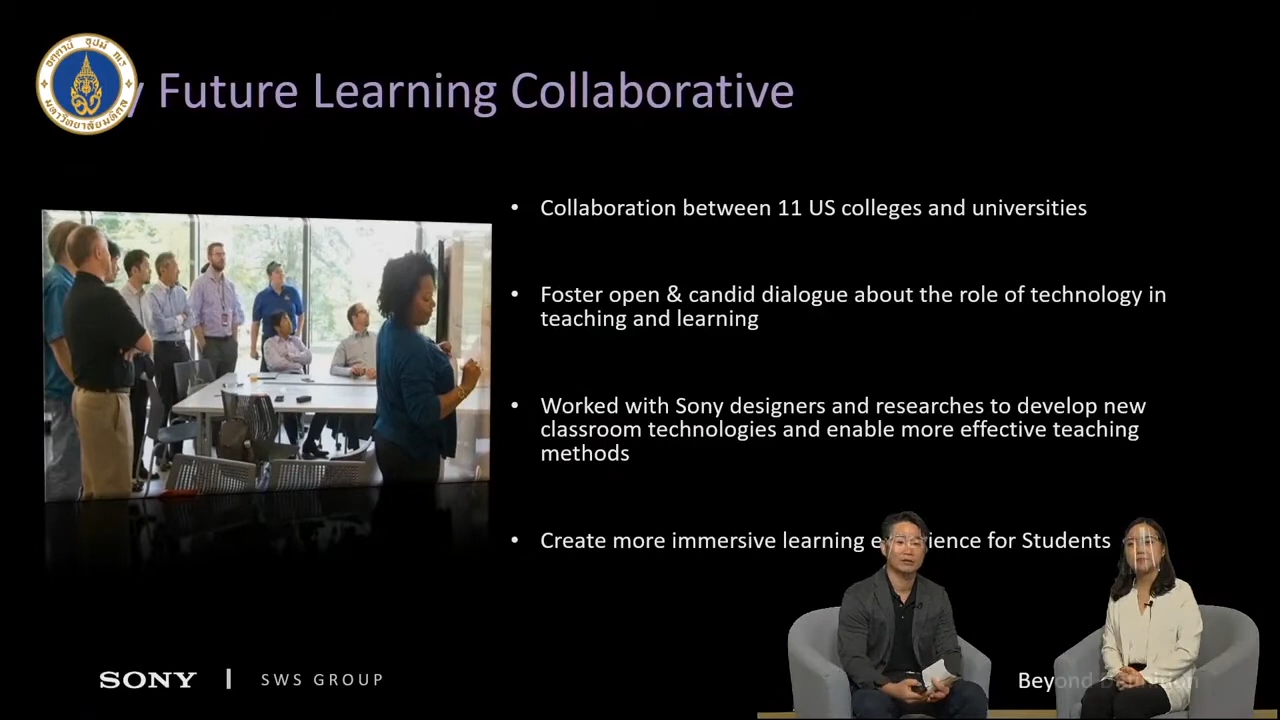 Future Learning Collaborative
• Collaboration between 11 US colleges and universities
• Foster open & candid dialogue about the role of technology in
teaching and learning
• Worked with Sony designers and researches to develop new
classroom technologies and enable more effective teaching
methods
• Create more immersive learning for Students
SONY | SWS GROUP
Beyond